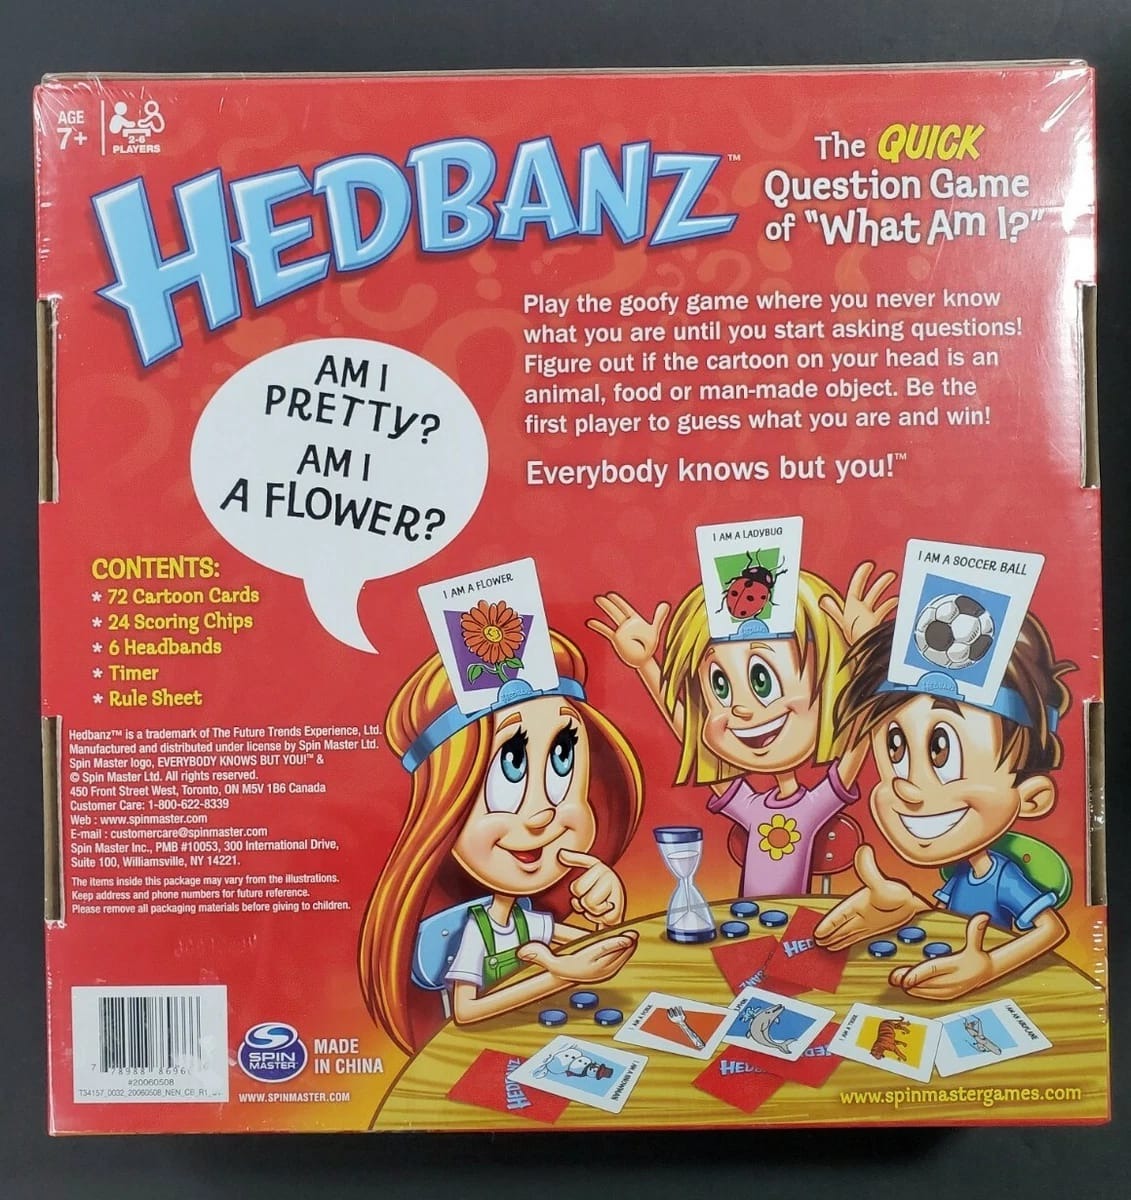 AGE
7+
2-6
PLAYERS
HEDBANZ™
The QUICK
Question Game
of "What Am I?"
Play the goofy game where you never know
what you are until you start asking questions!
Figure out if the cartoon on your head is an
animal, food or man-made object. Be the
first player to guess what you are and win!
Everybody knows but you!™
AM I
PRETTY?
AM I
A FLOWER?
CONTENTS:
* 72 Cartoon Cards
* 24 Scoring Chips
* 6 Headbands
* Timer
* Rule Sheet
I AM A FLOWER
I AM A LADYBUG
I AM A SOCCER BALL
Hedbanz™ is a trademark of The Future Trends Experience, Ltd.
Manufactured and distributed under license by Spin Master Ltd.
Spin Master logo, EVERYBODY KNOWS BUT YOU!™ &
© Spin Master Ltd. All rights reserved.
450 Front Street West, Toronto, ON M5V 1B6 Canada
Customer Care: 1-800-622-8339
Web : www.spinmaster.com
E-mail : customercare@spinmaster.com
Spin Master Inc., PMB #10053, 300 International Drive,
Suite 100, Williamsville, NY 14221.
The items inside this package may vary from the illustrations.
Keep address and phone numbers for future reference.
Please remove all packaging materials before giving to children.
#20060508
SPIN
MASTER
MADE
IN CHINA
WWW.SPINMASTER.COM
I AM A FORK
I AM A TIGER
I AM AN AIRPLANE
I AM A SNOWMAN
www.spinmastergames.com